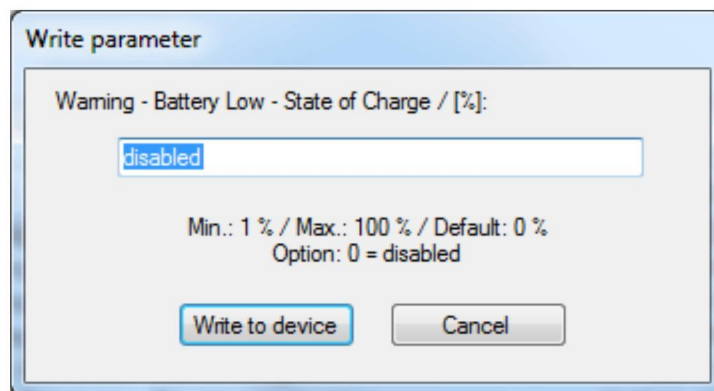 Write parameter
Warning - Battery Low - State of Charge / [%]:
disabled
Min.: 1 % / Max.: 100 % / Default: 0 %
Option: 0 = disabled
Write to device
Cancel